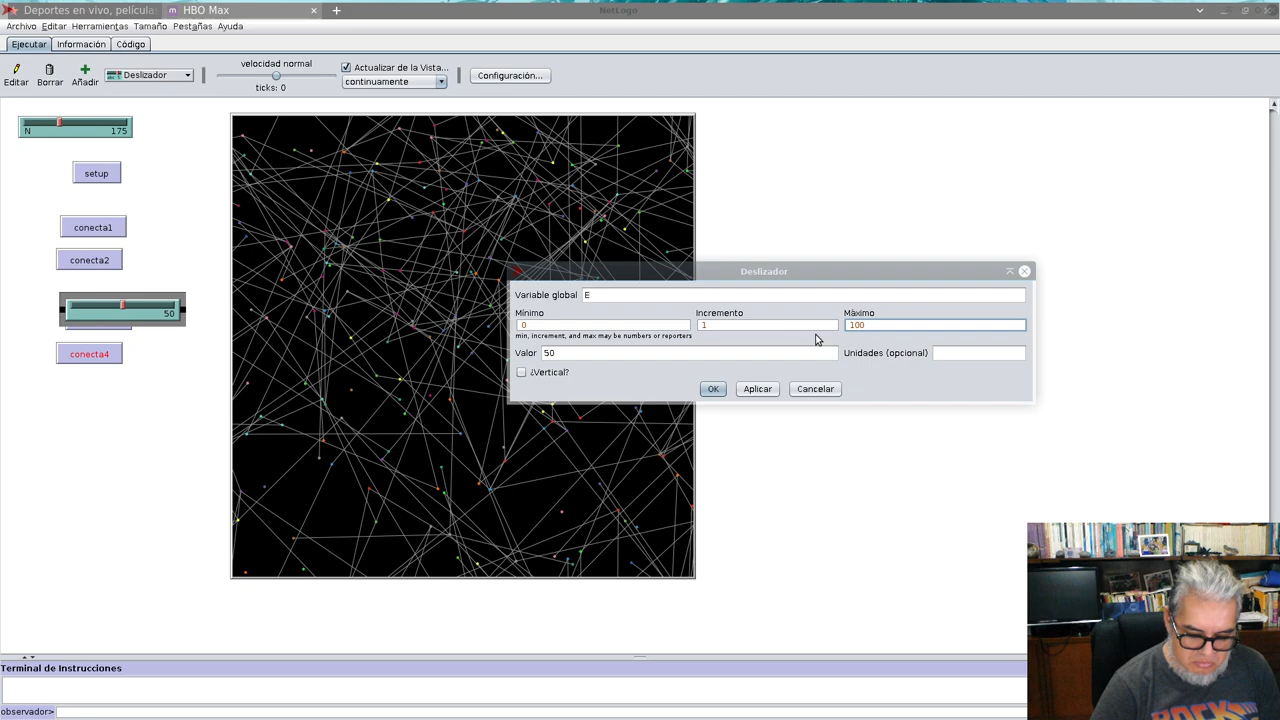 Deportes en vivo, película
HBO Max
NetLogo
Archivo Editar Herramientas Tamaño Pestañas Ayuda
Ejecutar Información Código
Editar Borrar Añadir Deslizador
velocidad normal
ticks: 0
Actualizar de la Vista...
continuamente
Configuración...
N 175
setup
conecta1
conecta2
50
conecta4
Deslizador
Variable global E
Mínimo Incremento Máximo
0 1 100
min, increment, and max may be numbers or reporters
Valor 50 Unidades (opcional)
¿Vertical?
OK Aplicar Cancelar
Terminal de Instrucciones
observador>